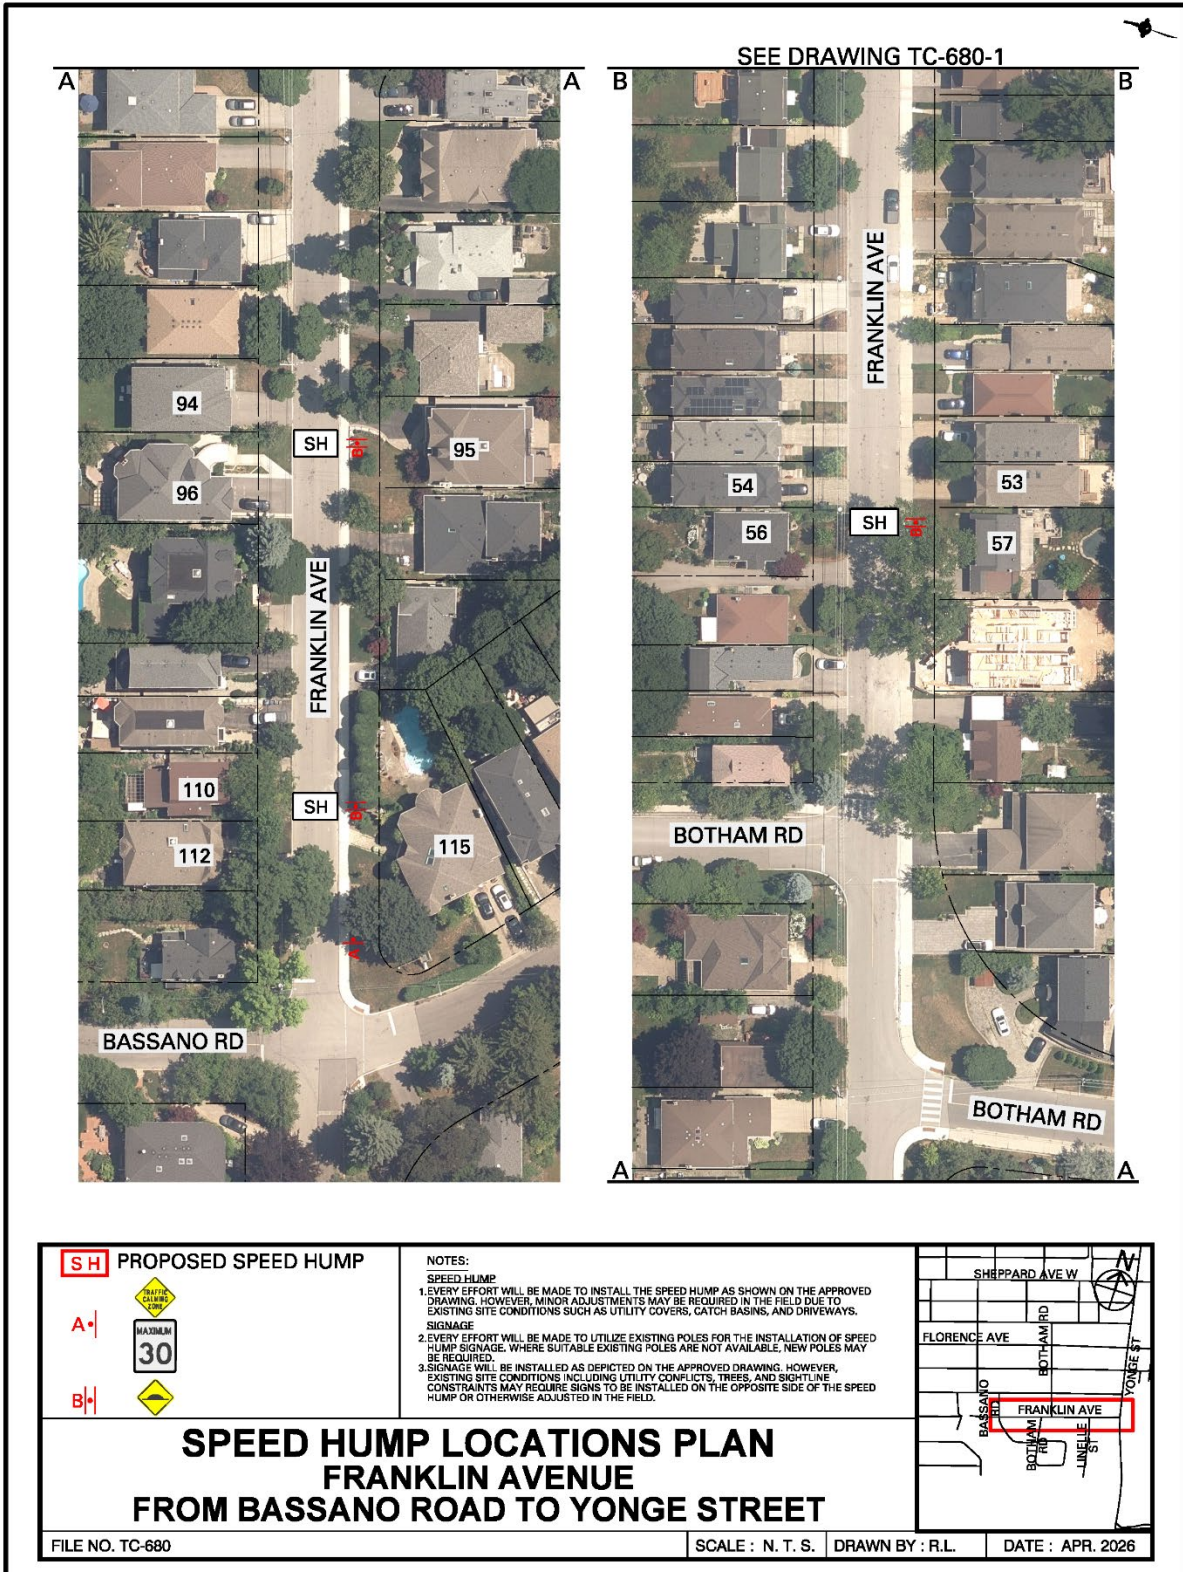 SEE DRAWING TC-680-1
A A
B B
FRANKLIN AVE
94
SH
B
95
96
FRANKLIN AVE
54
53
SH
B
56
57
110
SH
B
112
115
BOTHAM RD
A
BASSANO RD
BOTHAM RD
A A
S H PROPOSED SPEED HUMP
TRAFFIC
CALMING
ZONE
A
MAXIMUM
30
B
NOTES:
SPEED HUMP
1. EVERY EFFORT WILL BE MADE TO INSTALL THE SPEED HUMP AS SHOWN ON THE APPROVED
DRAWING. HOWEVER, MINOR ADJUSTMENTS MAY BE REQUIRED IN THE FIELD DUE TO
EXISTING SITE CONDITIONS SUCH AS UTILITY COVERS, CATCH BASINS, AND DRIVEWAYS.
SIGNAGE
2. EVERY EFFORT WILL BE MADE TO UTILIZE EXISTING POLES FOR THE INSTALLATION OF SPEED
HUMP SIGNAGE. WHERE SUITABLE EXISTING POLES ARE NOT AVAILABLE, NEW POLES MAY
BE REQUIRED.
3. SIGNAGE WILL BE INSTALLED AS DEPICTED ON THE APPROVED DRAWING. HOWEVER,
EXISTING SITE CONDITIONS INCLUDING UTILITY CONFLICTS, TREES, AND SIGHTLINE
CONSTRAINTS MAY REQUIRE SIGNS TO BE INSTALLED ON THE OPPOSITE SIDE OF THE SPEED
HUMP OR OTHERWISE ADJUSTED IN THE FIELD.
N
SHEPPARD AVE W
FLORENCE AVE
BOTHAM RD
YONGE ST
BASSANO
RD
FRANKLIN AVE
BOTHAM
RD
LINELLE
ST
SPEED HUMP LOCATIONS PLAN
FRANKLIN AVENUE
FROM BASSANO ROAD TO YONGE STREET
FILE NO. TC-680
SCALE : N. T. S.
DRAWN BY : R.L.
DATE : APR. 2026